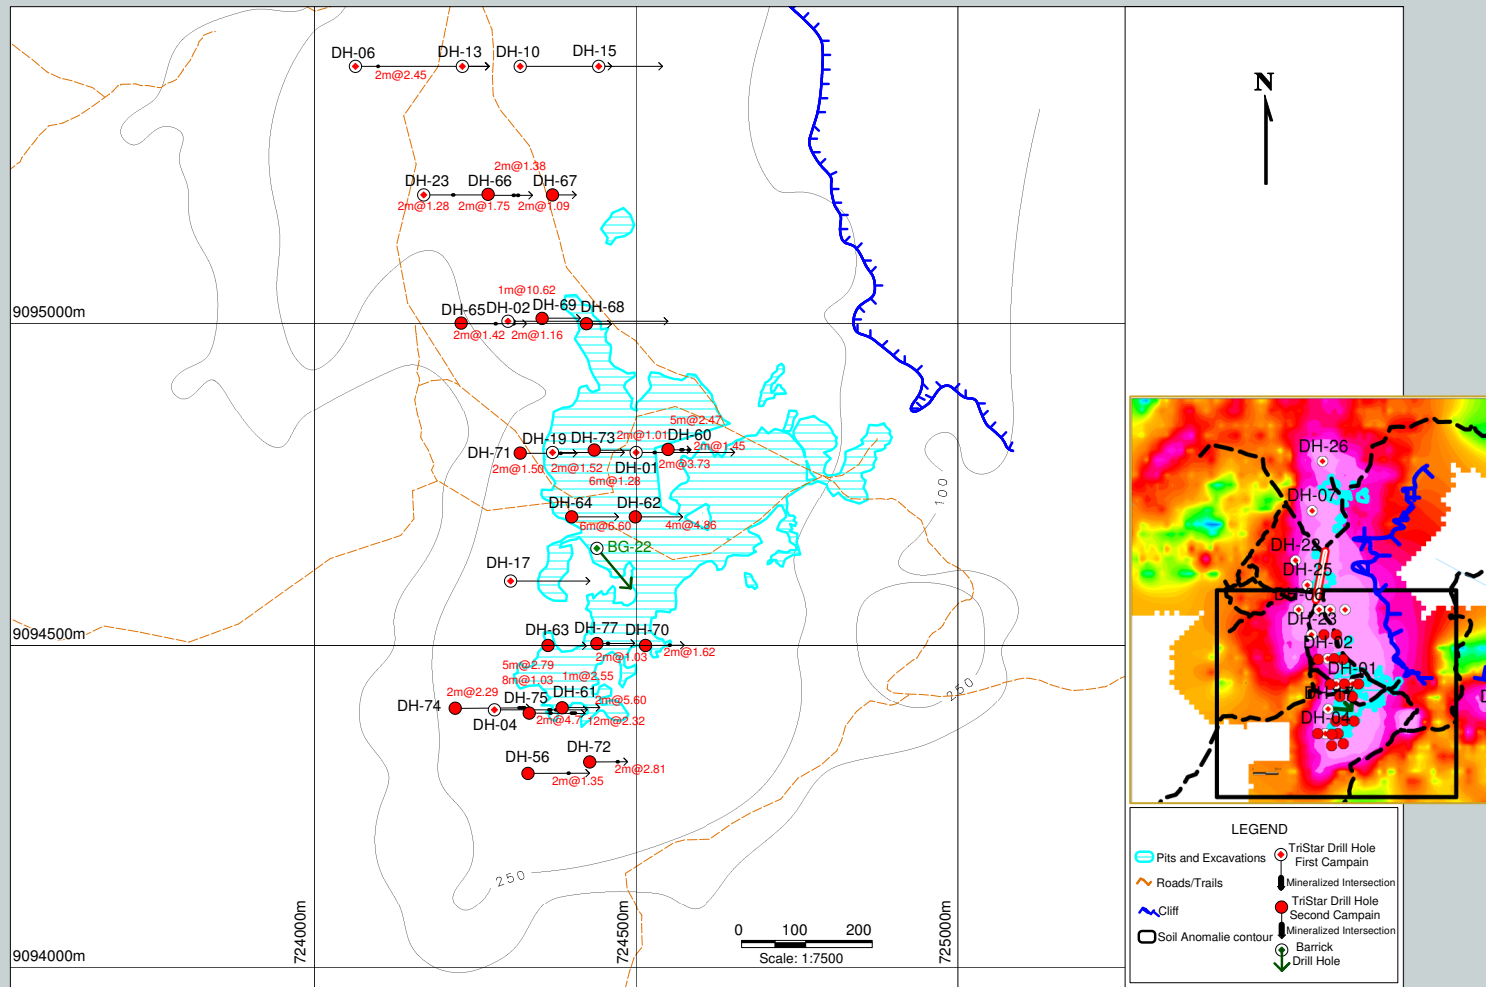 DH-06
DH-13
DH-10
DH-15
2m@2.45
N
2m@1.38
DH-23
DH-66
DH-67
2m@1.28
2m@1.75
2m@1.09
1m@10.62
9095000m
DH-65
DH-02
DH-69
DH-68
2m@1.42
2m@1.16
5m@2.47
DH-71
DH-19
DH-73
2m@1.01
DH-60
2m@1.45
2m@1.50
2m@1.52
DH-01
2m@3.73
6m@1.28
DH-64
DH-62
6m@6.60
4m@4.86
100
BG-22
DH-17
9094500m
DH-63
DH-77
DH-70
2m@1.03
2m@1.62
5m@2.79
8m@1.03
1m@2.55
250
DH-74
2m@2.29
DH-75
DH-61
2m@5.60
DH-04
2m@4.7
12m@2.32
DH-56
DH-72
2m@1.35
2m@2.81
250
724000m
724500m
725000m
0 100 200
Scale: 1:7500
9094000m
DH-26
DH-07
DH-22
DH-25
DH-06
DH-23
DH-02
DH-01
DH-17
DH-04
D
LEGEND
Pits and Excavations
Roads/Trails
Cliff
Soil Anomalie contour
TriStar Drill Hole
First Campain
Mineralized Intersection
TriStar Drill Hole
Second Campain
Mineralized Intersection
Barrick
Drill Hole